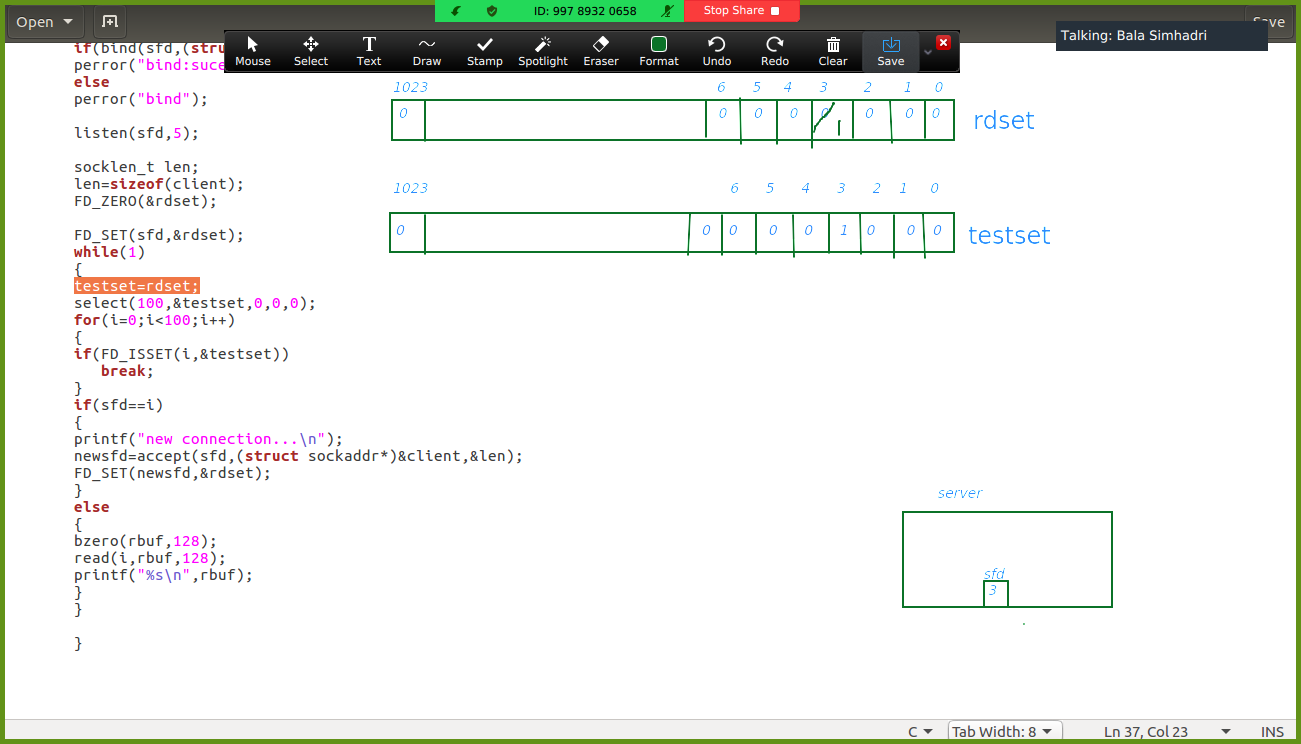 Open
ID: 997 8932 0658
Stop Share
Save
Talking: Bala Simhadri
Mouse Select Text Draw Stamp Spotlight Eraser Format Undo Redo Clear Save
if(bind(sfd,(stru
perror("bind:suce
else
perror("bind");
listen(sfd,5);
socklen_t len;
len=sizeof(client);
FD_ZERO(&rdset);
FD_SET(sfd,&rdset);
while(1)
{
testset=rdset;
select(100,&testset,0,0,0);
for(i=0;i<100;i++)
{
if(FD_ISSET(i,&testset))
break;
}
if(sfd==i)
{
printf("new connection...\n");
newsfd=accept(sfd,(struct sockaddr*)&client,&len);
FD_SET(newsfd,&rdset);
}
else
{
bzero(rbuf,128);
read(i,rbuf,128);
printf("%s\n",rbuf);
}
}
}
1023 6 5 4 3 2 1 0
0 0 0 0 0 1 0 0 0
rdset
1023 6 5 4 3 2 1 0
0 0 0 0 0 1 0 0 0
testset
server
sfd
3
C Tab Width: 8 Ln 37, Col 23 INS